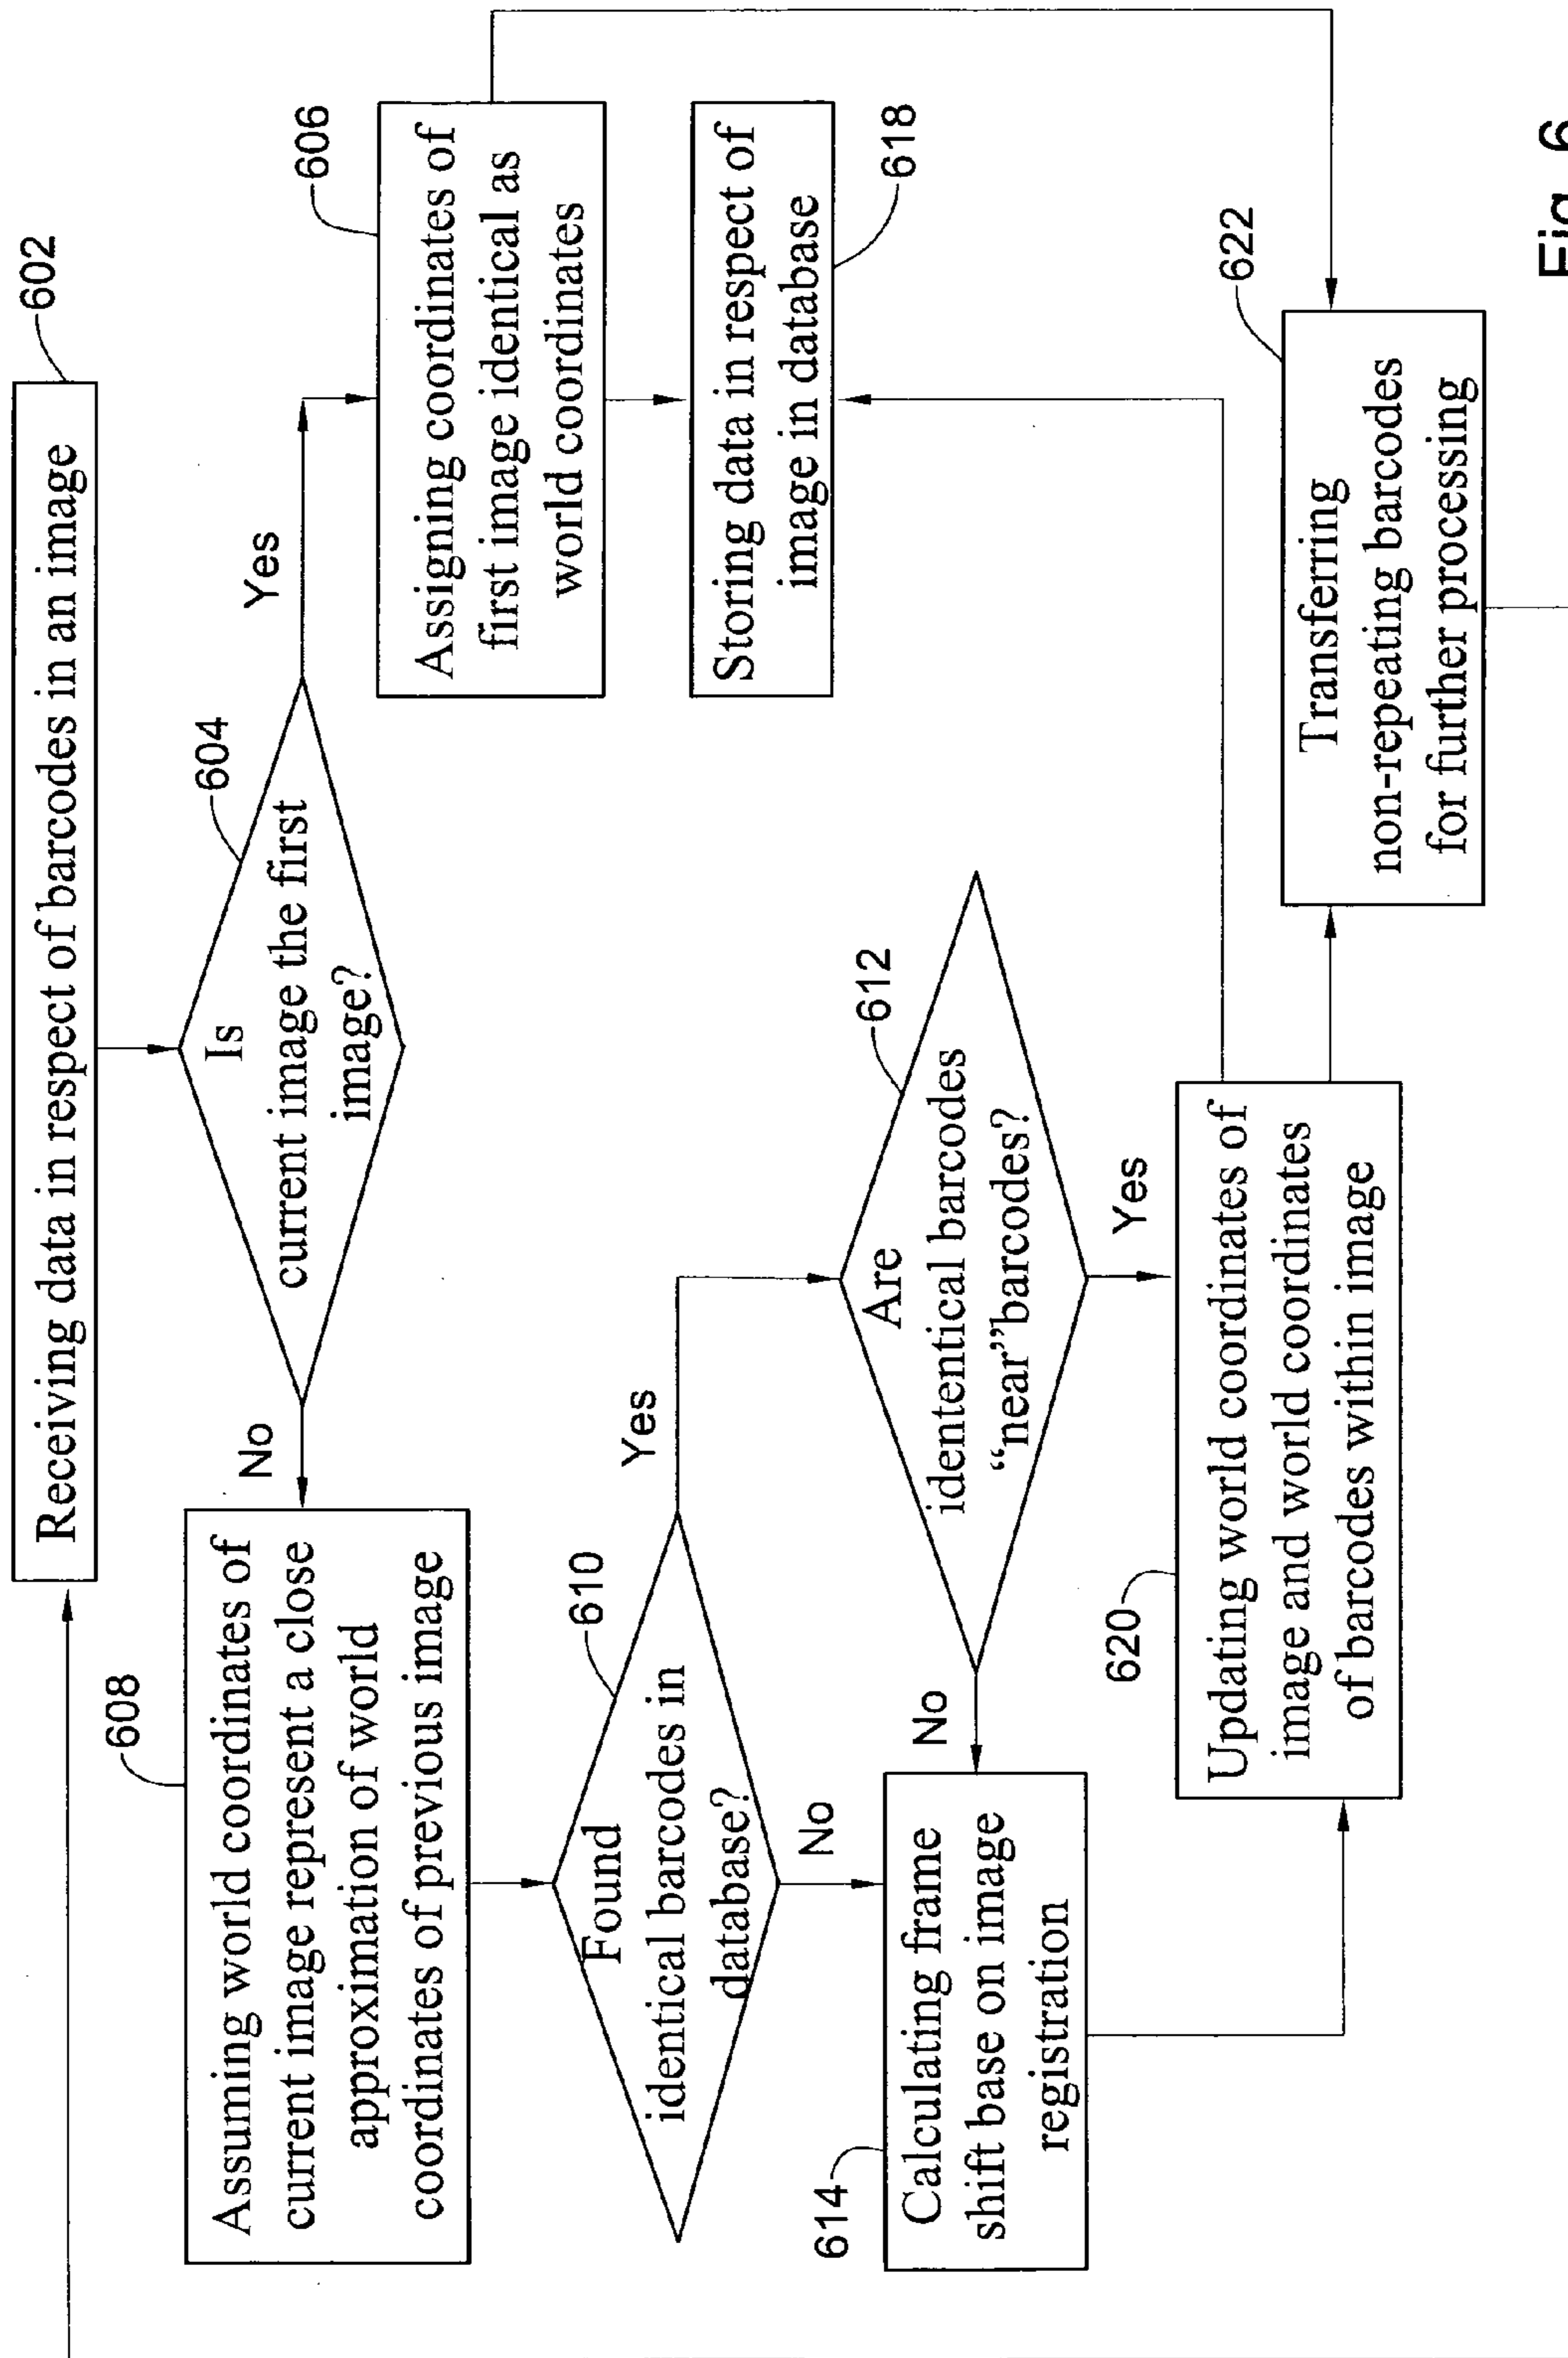 602
Receiving data in respect of barcodes in an image
604
Is
current image the first
image?
Yes
No
606
Assigning coordinates of
first image identical as
world coordinates
608
Assuming world coordinates of
current image represent a close
approximation of world
coordinates of previous image
618
Storing data in respect of
image in database
610
Found
identical barcodes in
database?
Yes
No
612
Are
idententical barcodes
“near”barcodes?
No
Yes
614
Calculating frame
shift base on image
registration
620
Updating world coordinates of
image and world coordinates
of barcodes within image
622
Transferring
non-repeating barcodes
for further processing
Fig. 6